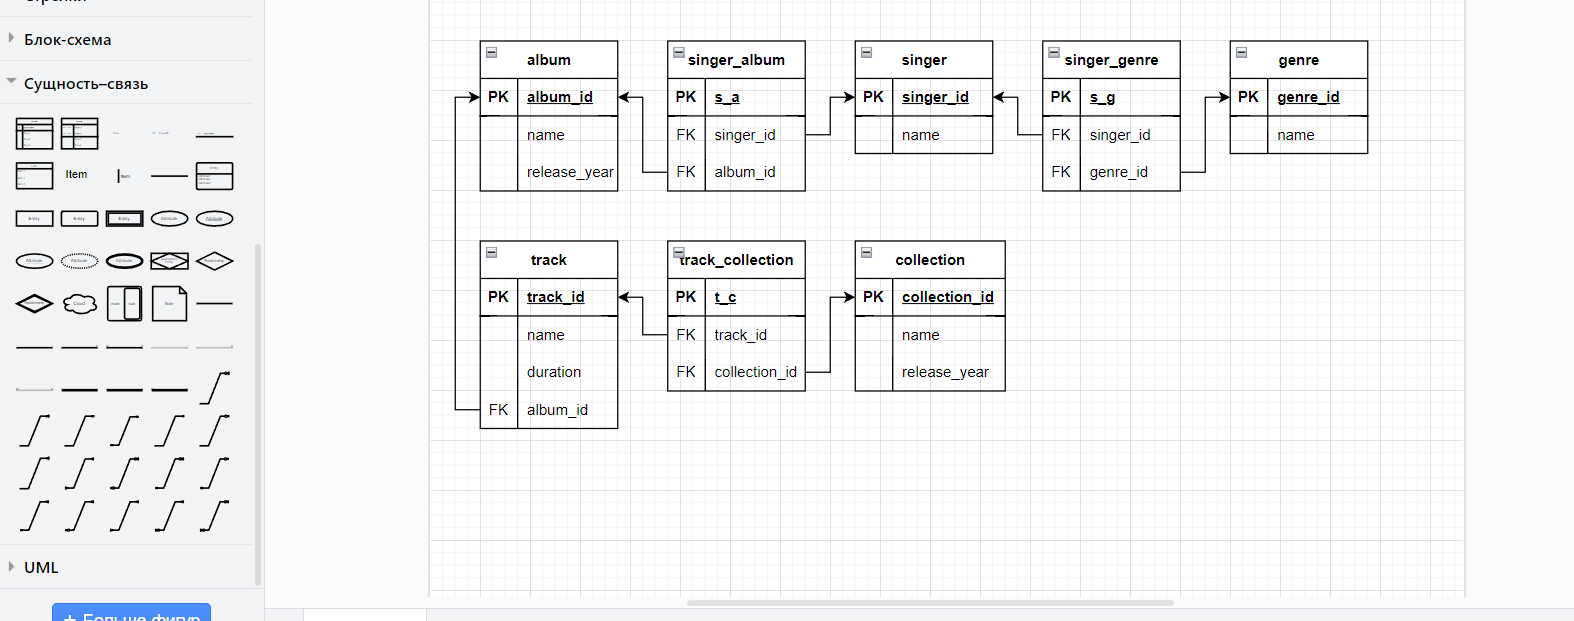 Блок-схема
Сущность–связь
Item
UML
+ Больше фигур
album
PK album_id
name
release_year
singer_album
PK s_a
FK singer_id
FK album_id
singer
PK singer_id
name
singer_genre
PK s_g
FK singer_id
FK genre_id
genre
PK genre_id
name
track
PK track_id
name
duration
FK album_id
track_collection
PK t_c
FK track_id
FK collection_id
collection
PK collection_id
name
release_year